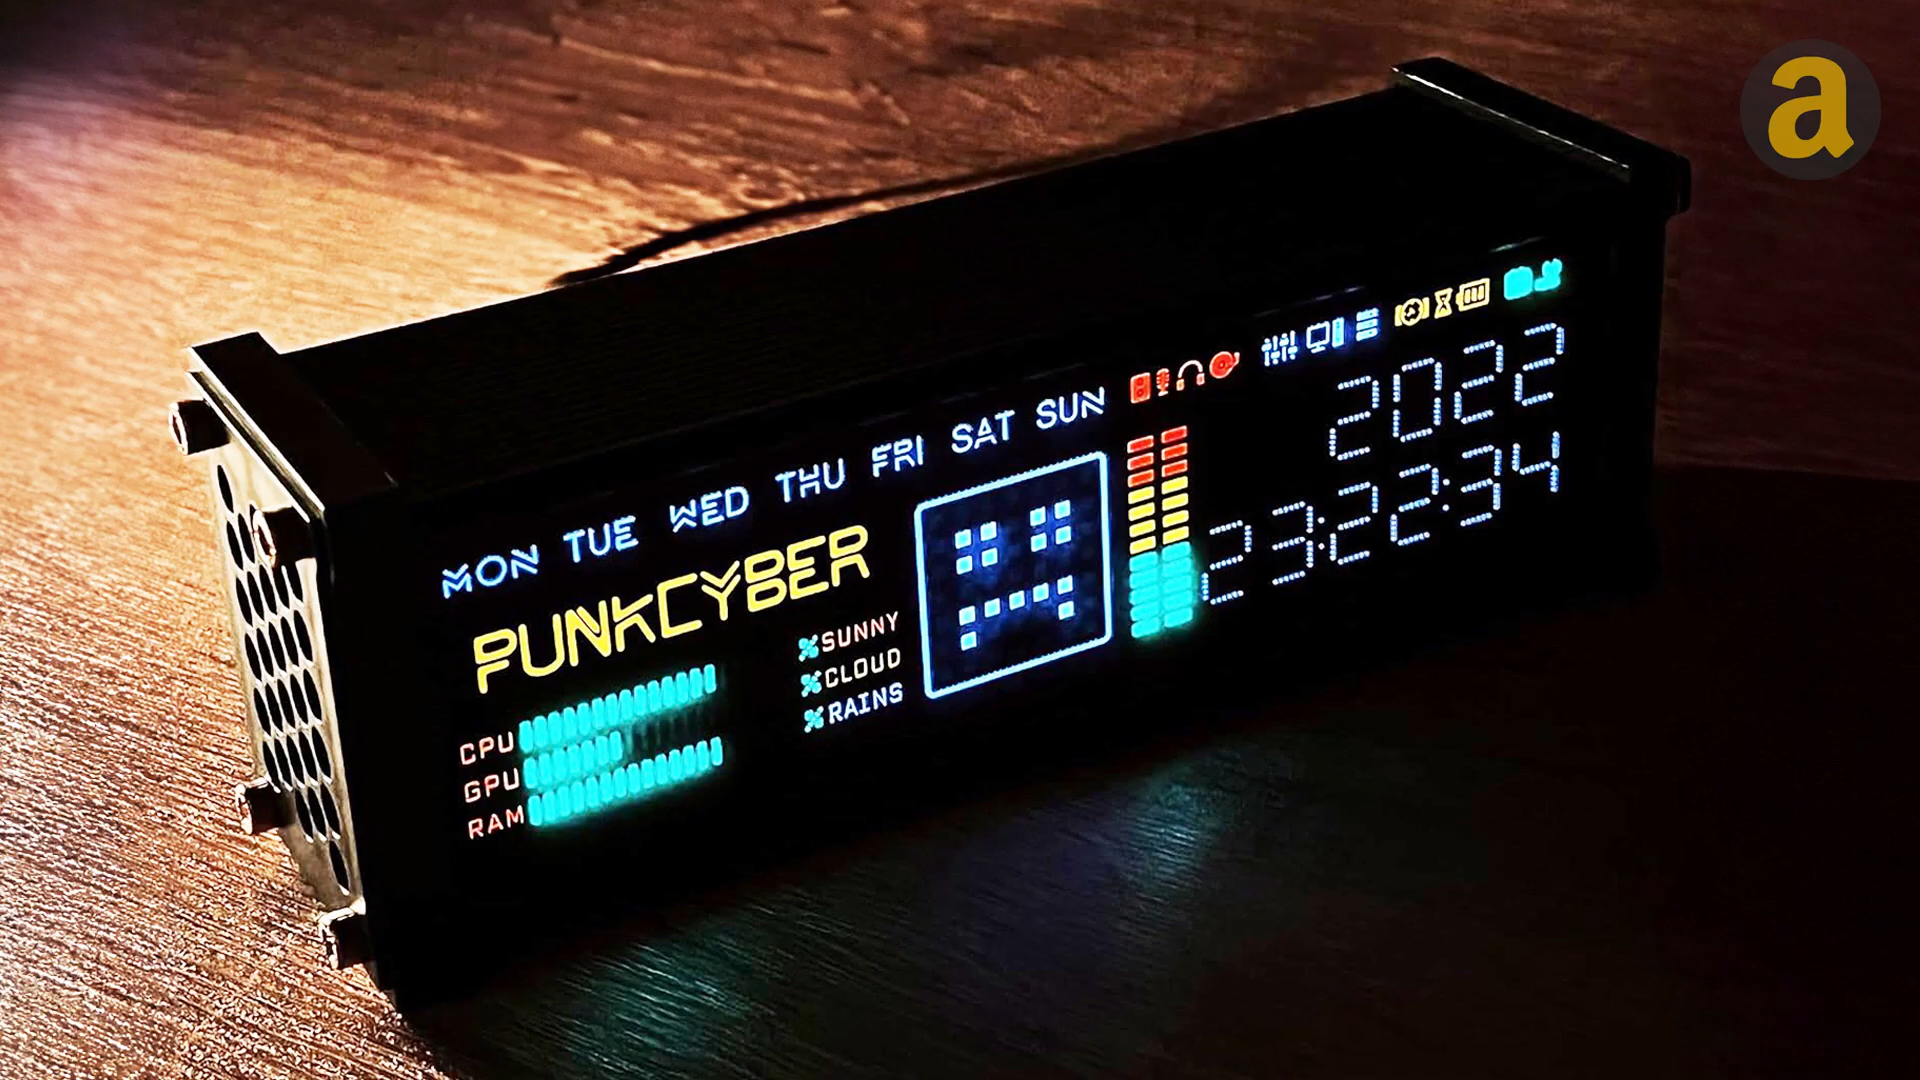 a
MON TUE WED THU FRI SAT SUN
PUNKCYBER
SUNNY
CLOUD
RAINS
CPU
GPU
RAM
2022
23:22:34